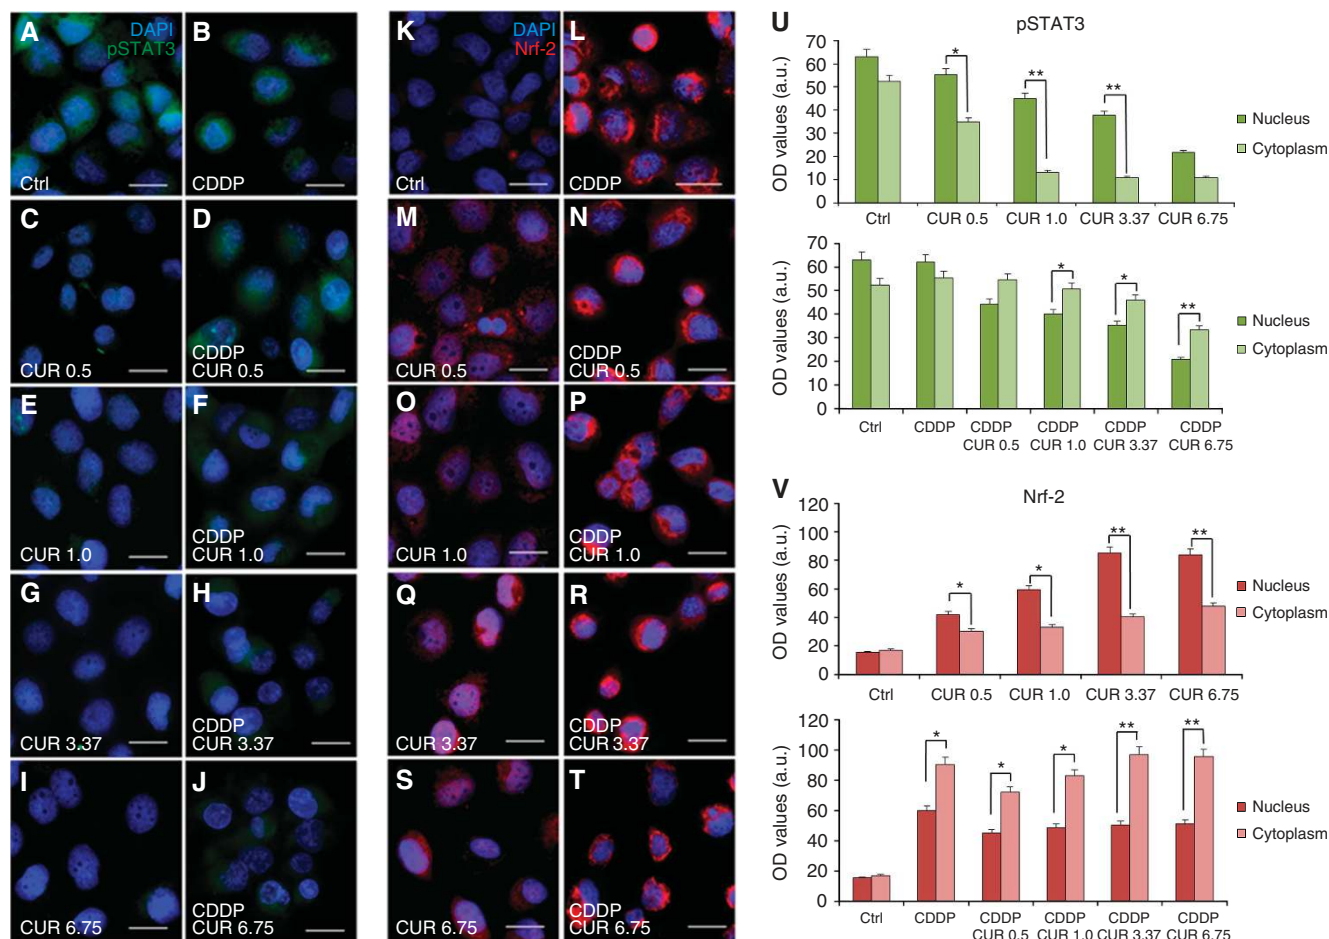 A
DAPI
pSTAT3
Ctrl
B
CDDP
C
CUR 0.5
D
CDDP
CUR 0.5
E
CUR 1.0
F
CDDP
CUR 1.0
G
CUR 3.37
H
CDDP
CUR 3.37
I
CUR 6.75
J
CDDP
CUR 6.75
K
DAPI
Nrf-2
Ctrl
L
CDDP
M
CUR 0.5
N
CDDP
CUR 0.5
O
CUR 1.0
P
CDDP
CUR 1.0
Q
CUR 3.37
R
CDDP
CUR 3.37
S
CUR 6.75
T
CDDP
CUR 6.75
U
pSTAT3
OD values (a.u.)
70
60
50
40
30
20
10
0
* ** **
Ctrl CUR 0.5 CUR 1.0 CUR 3.37 CUR 6.75
Nucleus
Cytoplasm
OD values (a.u.)
70
60
50
40
30
20
10
0
* * **
Ctrl CDDP CDDP CDDP CDDP CDDP
CUR 0.5 CUR 1.0 CUR 3.37 CUR 6.75
Nucleus
Cytoplasm
V
Nrf-2
OD values (a.u.)
120
100
80
60
40
20
0
* * ** **
Ctrl CUR 0.5 CUR 1.0 CUR 3.37 CUR 6.75
Nucleus
Cytoplasm
OD values (a.u.)
120
100
80
60
40
20
0
* * * ** **
Ctrl CDDP CDDP CDDP CDDP CDDP
CUR 0.5 CUR 1.0 CUR 3.37 CUR 6.75
Nucleus
Cytoplasm